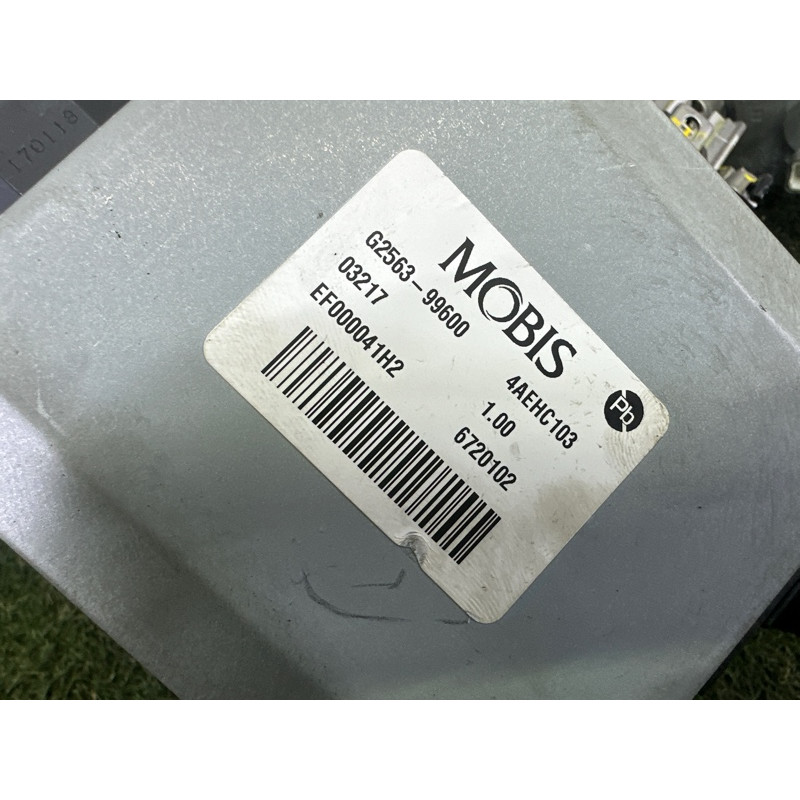 170118
MOBIS
G2563-99600 4AEHC103
03217 1.00
EF000041H2 6720102
Pb